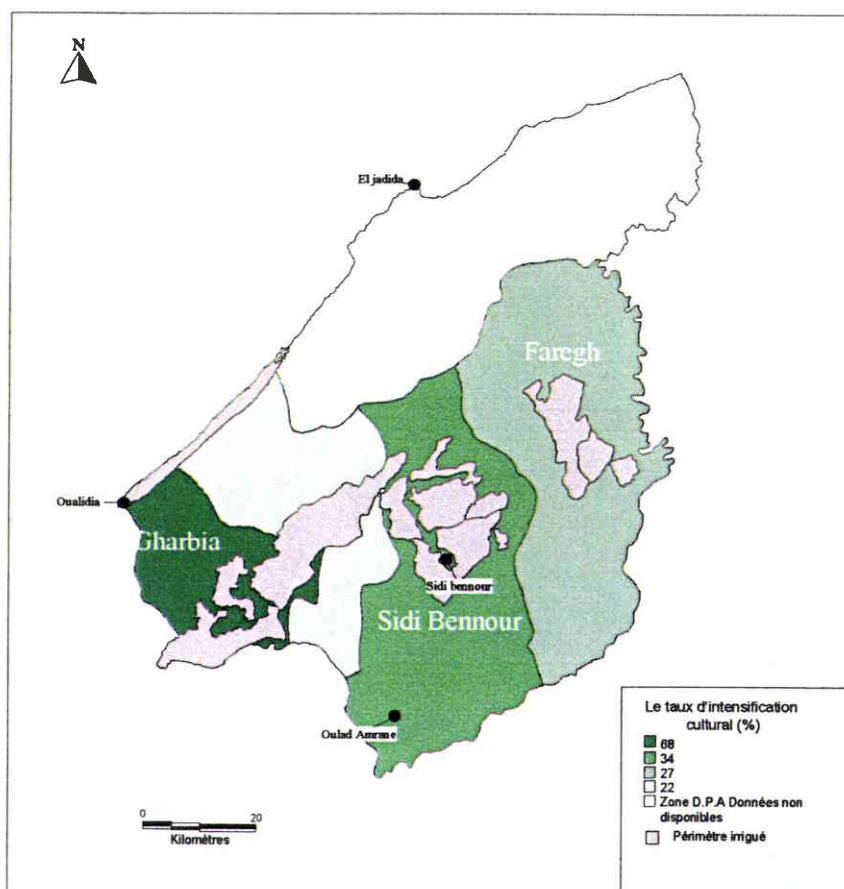 N
El jadida
Faregh
Oualidia
Gharbia
Sidi bennour
Sidi Bennour
Oulad Amrane
Le taux d'intensification
cultural (%)
68
34
27
22
Zone D.P.A Données non
disponibles
Périmètre irrigué
0 20
Kilomètres